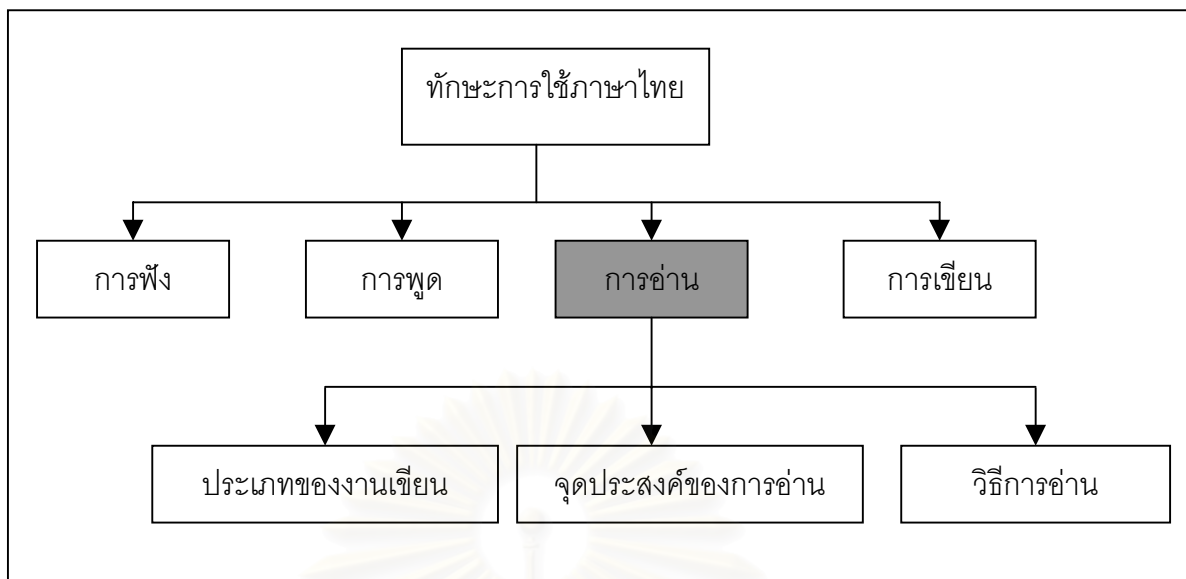 ทักษะการใช้ภาษาไทย
การฟัง
การพูด
การอ่าน
การเขียน
ประเภทของงานเขียน
จุดประสงค์ของการอ่าน
วิธีการอ่าน